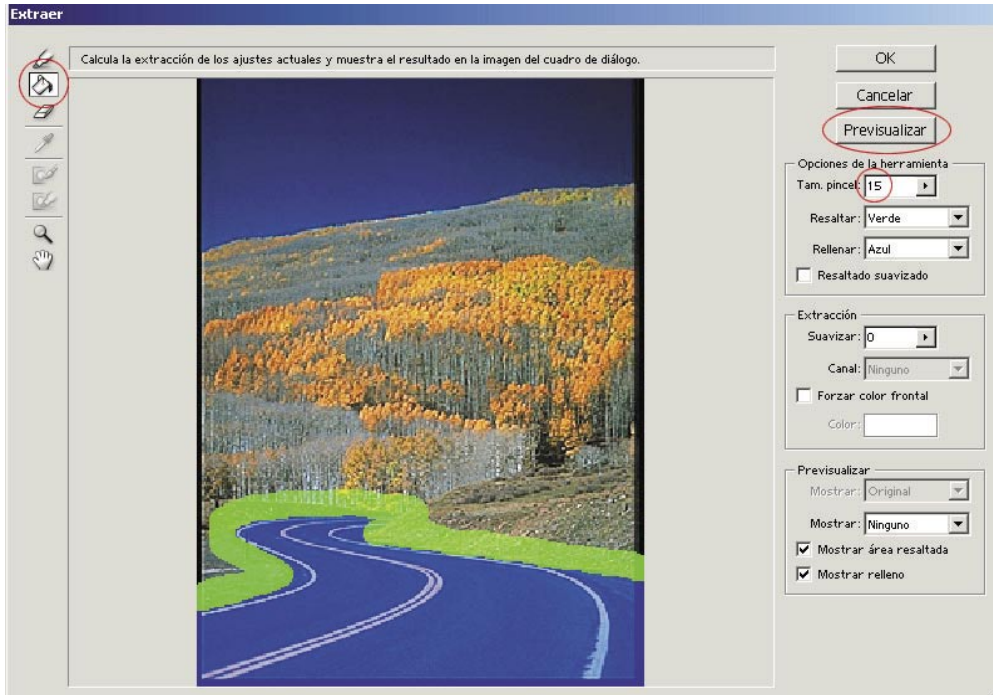 Extraer
Calcula la extracción de los ajustes actuales y muestra el resultado en la imagen del cuadro de diálogo.
OK
Cancelar
Previsualizar
Opciones de la herramienta
Tam. pincel: 15
Resaltar: Verde
Rellenar: Azul
Resaltado suavizado
Extracción
Suavizar: 0
Canal: Ninguno
Forzar color frontal
Color:
Previsualizar
Mostrar: Original
Mostrar: Ninguno
Mostrar área resaltada
Mostrar relleno